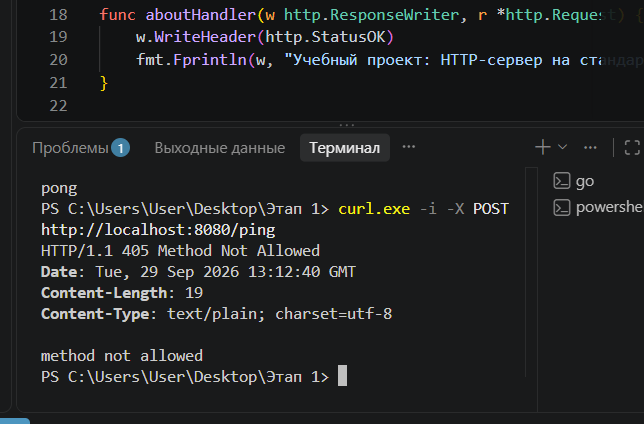 18 func aboutHandler(w http.ResponseWriter, r *http.Request) {
19 w.WriteHeader(http.StatusOK)
20 fmt.Fprintln(w, "Учебный проект: HTTP-сервер на стандар
21 }
22
Проблемы 1 Выходные данные Терминал
pong
PS C:\Users\User\Desktop\Этап 1> curl.exe -i -X POST
http://localhost:8080/ping
HTTP/1.1 405 Method Not Allowed
Date: Tue, 29 Sep 2026 13:12:40 GMT
Content-Length: 19
Content-Type: text/plain; charset=utf-8
method not allowed
PS C:\Users\User\Desktop\Этап 1>
go
powershe